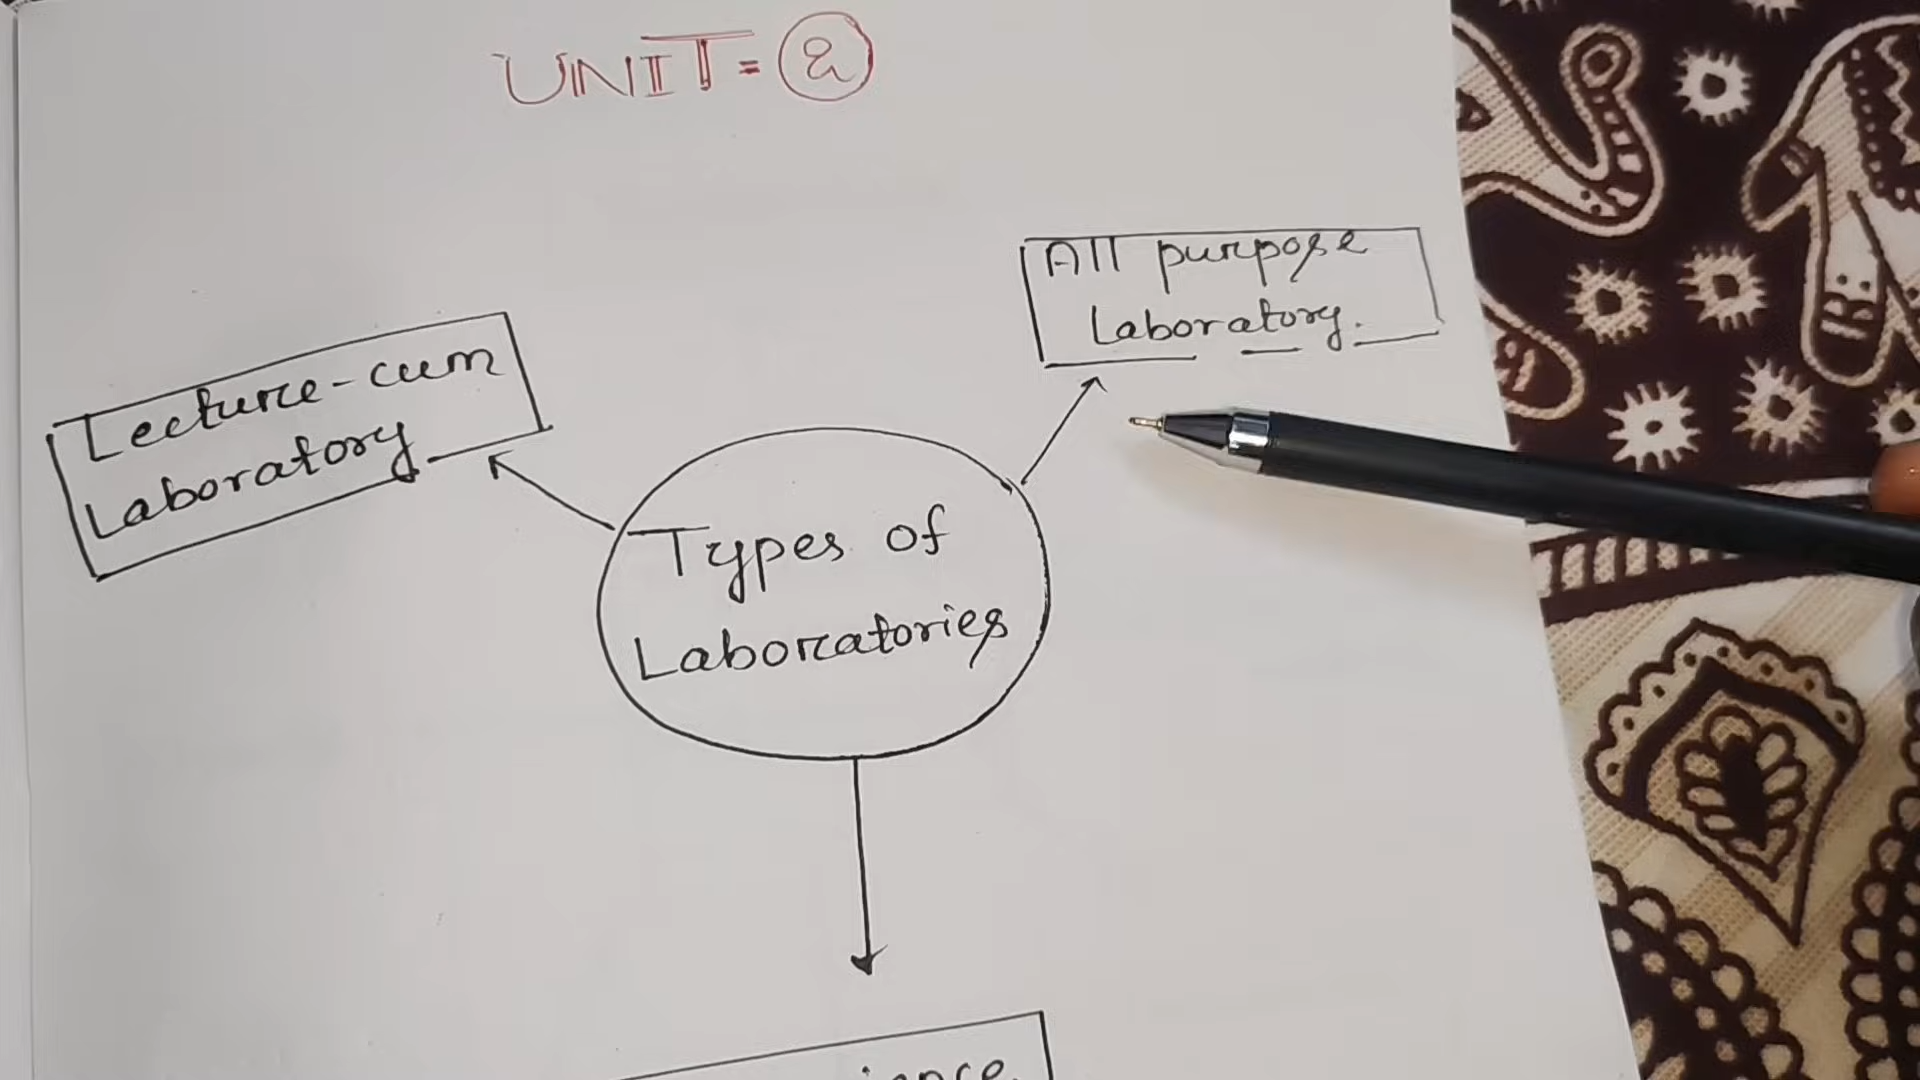 UNIT = 2
All purpose
Laboratory.
Lecture-cum
Laboratory
Types of
Laboratories